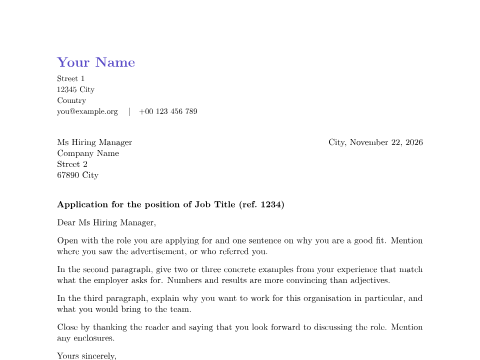 Your Name
Street 1
12345 City
Country
you@example.org | +00 123 456 789
Ms Hiring Manager City, November 22, 2026
Company Name
Street 2
67890 City
Application for the position of Job Title (ref. 1234)
Dear Ms Hiring Manager,
Open with the role you are applying for and one sentence on why you are a good fit. Mention
where you saw the advertisement, or who referred you.
In the second paragraph, give two or three concrete examples from your experience that match
what the employer asks for. Numbers and results are more convincing than adjectives.
In the third paragraph, explain why you want to work for this organisation in particular, and
what you would bring to the team.
Close by thanking the reader and saying that you look forward to discussing the role. Mention
any enclosures.
Yours sincerely,